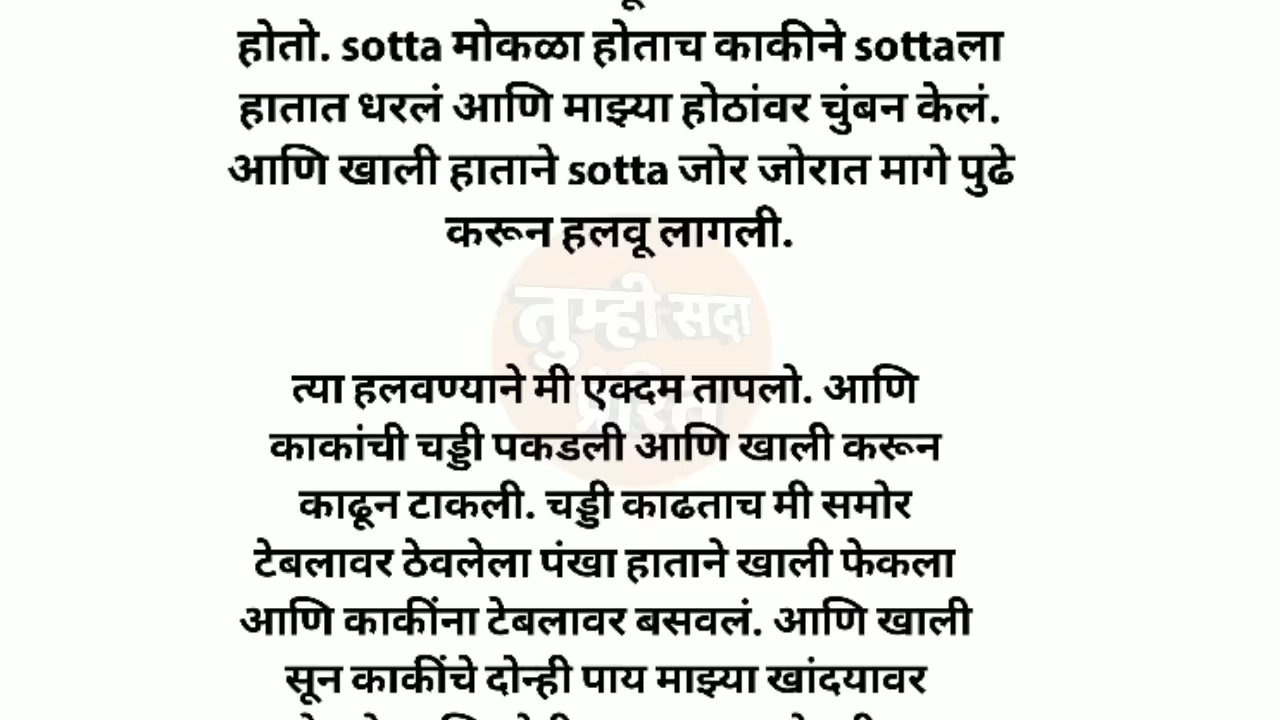 होतो. sotta मोकळा होताच काकीने sottaला
हातात धरलं आणि माझ्या होठांवर चुंबन केलं.
आणि खाली हाताने sotta जोर जोरात मागे पुढे
करून हलवू लागली.
तुम्ही सदा
प्रेरित
त्या हलवण्याने मी एक्दम तापलो. आणि
काकांची चड्डी पकडली आणि खाली करून
काढून टाकली. चड्डी काढताच मी समोर
टेबलावर ठेवलेला पंखा हाताने खाली फेकला
आणि काकींना टेबलावर बसवलं. आणि खाली
सून काकींचे दोन्ही पाय माझ्या खांदयावर